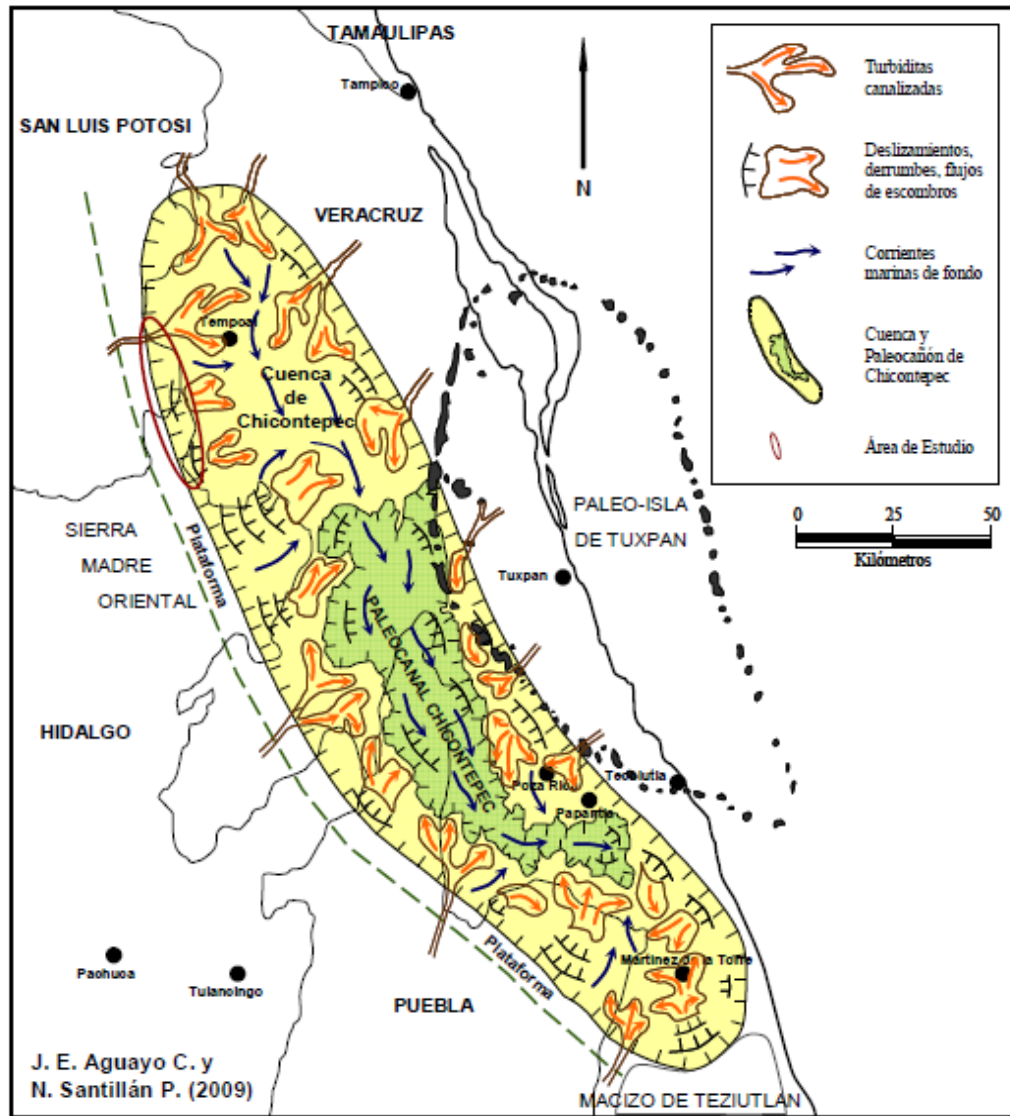 TAMAULIPAS
Tampico
SAN LUIS POTOSI
VERACRUZ
N
Turbiditas
canalizadas
Deslizamientos,
derrumbes, flujos
de escombros
Corrientes
marinas de fondo
Cuenca y
Paleocañón de
Chicontepec
Área de Estudio
0 25 50
Kilómetros
Tempoal
Cuenca
de
Chicontepec
SIERRA
MADRE
ORIENTAL
Plataforma
PALEO-ISLA
DE TUXPAN
Tuxpan
PALEOCANAL CHICONTEPEC
HIDALGO
Poza Rica
Tecolutla
Papantla
Pachuca
Tulancingo
PUEBLA
Plataforma
Martínez de la Torre
MACIZO DE TEZIUTLAN
J. E. Aguayo C. y
N. Santillán P. (2009)